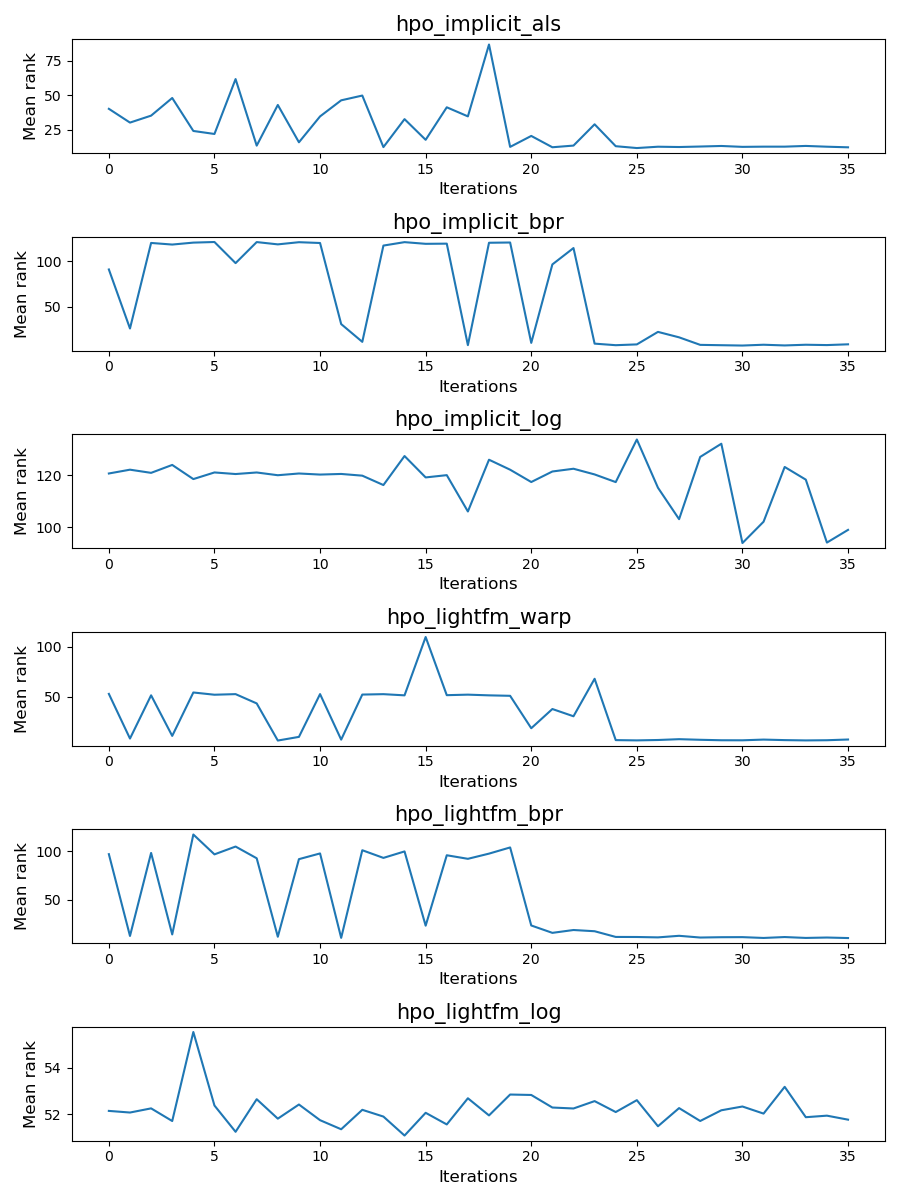 hpo_implicit_als
Mean rank
75
50
25
0 5 10 15 20 25 30 35
Iterations
hpo_implicit_bpr
Mean rank
100
50
0 5 10 15 20 25 30 35
Iterations
hpo_implicit_log
Mean rank
120
100
0 5 10 15 20 25 30 35
Iterations
hpo_lightfm_warp
Mean rank
100
50
0 5 10 15 20 25 30 35
Iterations
hpo_lightfm_bpr
Mean rank
100
50
0 5 10 15 20 25 30 35
Iterations
hpo_lightfm_log
Mean rank
54
52
0 5 10 15 20 25 30 35
Iterations